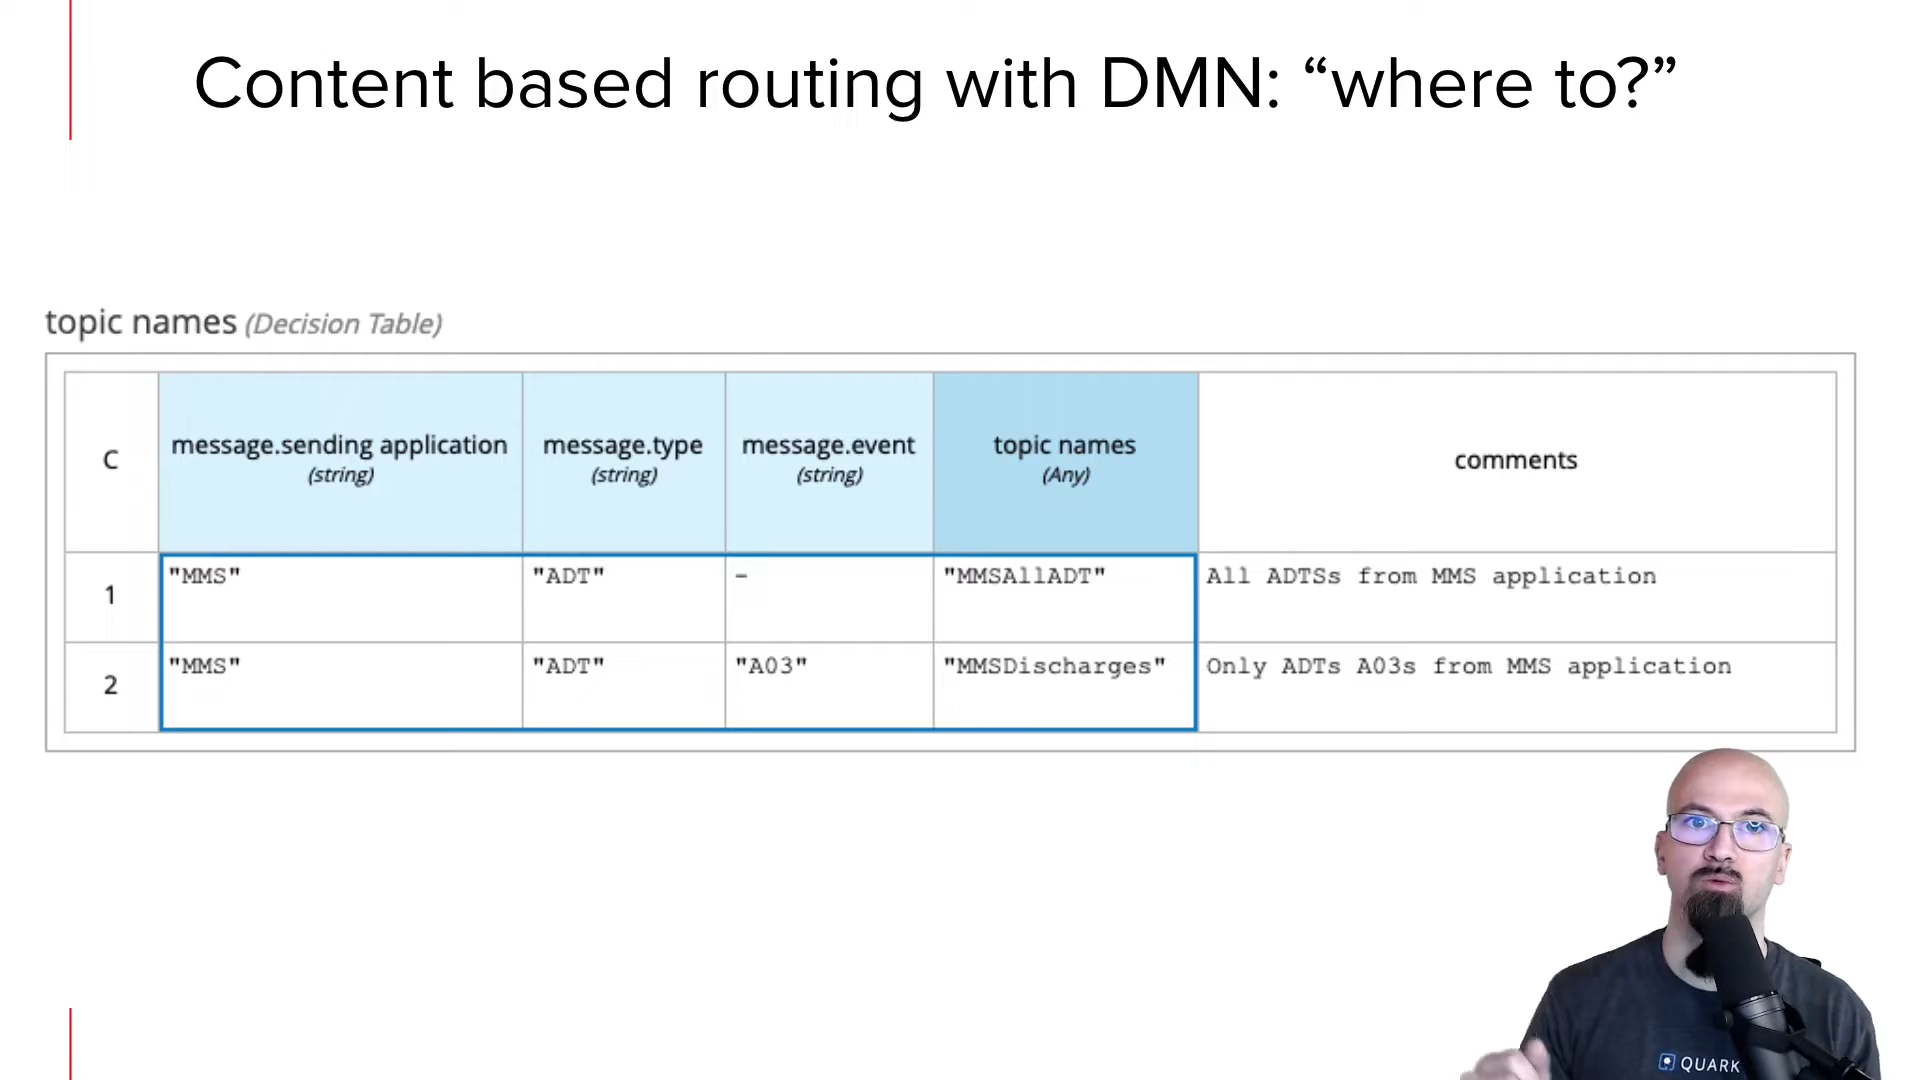 Content based routing with DMN: “where to?”
topic names (Decision Table)
C
message.sending application
(string)
message.type
(string)
message.event
(string)
topic names
(Any)
comments
1
"MMS"
"ADT"
-
"MMSAllADT"
All ADTSs from MMS application
2
"MMS"
"ADT"
"A03"
"MMSDischarges"
Only ADTs A03s from MMS application
QUARK